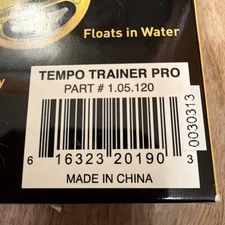 Floats in Water
y
TEMPO TRAINER PRO
PART # 1.05.120
0030313
6 16323 20190 3
MADE IN CHINA